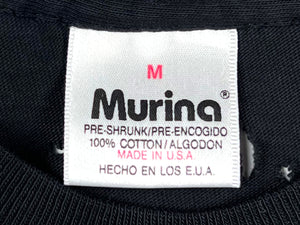 M
Murina®
PRE-SHRUNK/PRE-ENCOGIDO
100% COTTON/ALGODON
MADE IN U.S.A.
HECHO EN LOS E.U.A.